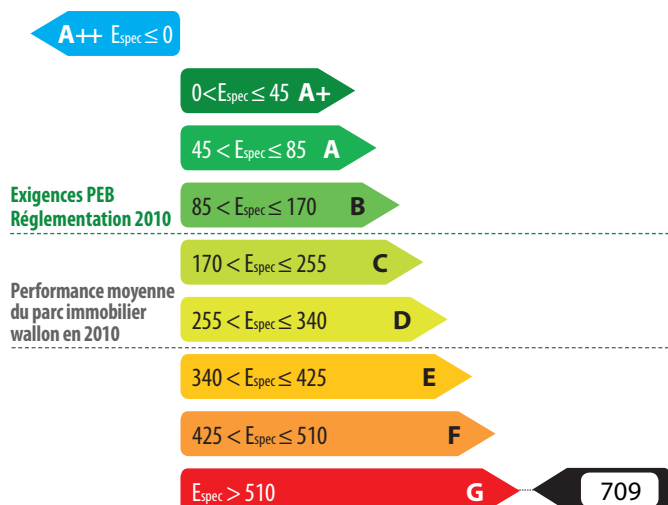 A++ Espec ≤ 0
0<Espec ≤ 45 A+
45 < Espec ≤ 85 A
Exigences PEB
Réglementation 2010
85 < Espec ≤ 170 B
170 < Espec ≤ 255 C
Performance moyenne
du parc immobilier
wallon en 2010
255 < Espec ≤ 340 D
340 < Espec ≤ 425 E
425 < Espec ≤ 510 F
Espec > 510 G
709